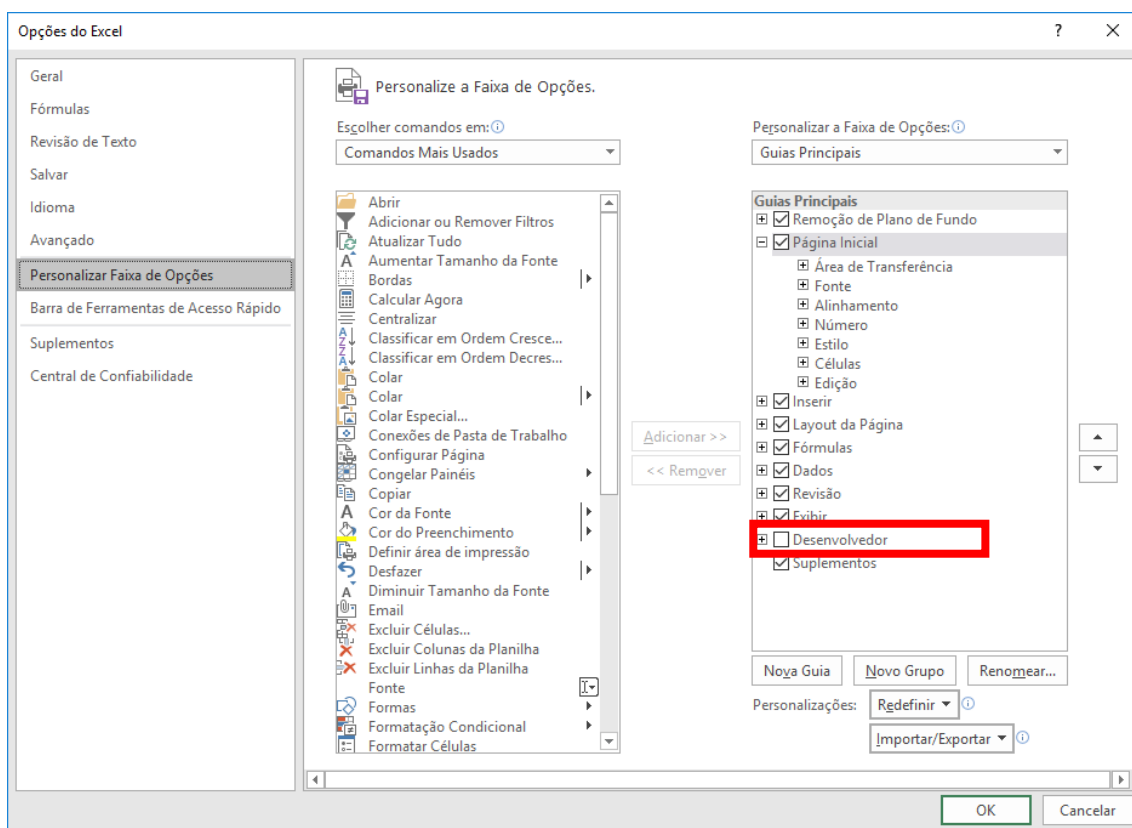 Opções do Excel
?
Geral
Fórmulas
Revisão de Texto
Salvar
Idioma
Avançado
Personalizar Faixa de Opções
Barra de Ferramentas de Acesso Rápido
Suplementos
Central de Confiabilidade
Personalize a Faixa de Opções.
Escolher comandos em:
Comandos Mais Usados
Abrir
Adicionar ou Remover Filtros
Atualizar Tudo
Aumentar Tamanho da Fonte
Bordas
Calcular Agora
Centralizar
Classificar em Ordem Cresce...
Classificar em Ordem Decres...
Colar
Colar
Colar Especial...
Conexões de Pasta de Trabalho
Configurar Página
Congelar Painéis
Copiar
Cor da Fonte
Cor do Preenchimento
Definir área de impressão
Desfazer
Diminuir Tamanho da Fonte
Email
Excluir Células...
Excluir Colunas da Planilha
Excluir Linhas da Planilha
Fonte
Formas
Formatação Condicional
Formatar Células
Adicionar >>
<< Remover
Personalizar a Faixa de Opções:
Guias Principais
Guias Principais
Remoção de Plano de Fundo
Página Inicial
Área de Transferência
Fonte
Alinhamento
Número
Estilo
Células
Edição
Inserir
Layout da Página
Fórmulas
Dados
Revisão
Exibir
Desenvolvedor
Suplementos
Nova Guia
Novo Grupo
Renomear...
Personalizações:
Redefinir
Importar/Exportar
OK
Cancelar